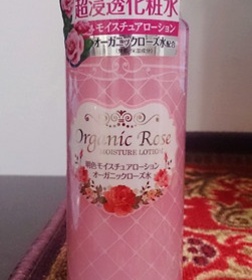 超浸透化粧水
モイスチュアローション
オーガニックローズ水配合
Organic Rose
MOISTURE LOTION
明色モイスチュアローション
オーガニックローズ水